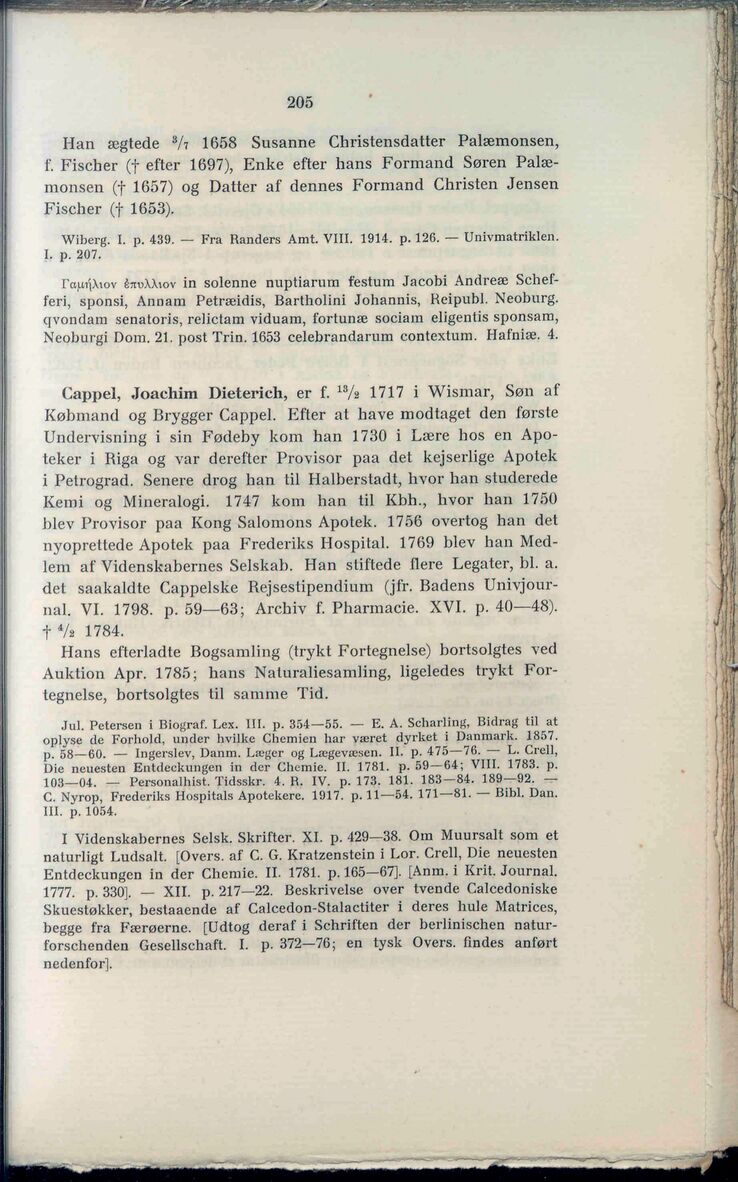 205
Han ægtede 3/7 1658 Susanne Christensdatter Palæmonsen,
f. Fischer († efter 1697), Enke efter hans Formand Søren Palæ-
monsen († 1657) og Datter af dennes Formand Christen Jensen
Fischer († 1653).
Wiberg. I. p. 439. — Fra Randers Amt. VIII. 1914. p. 126. — Univmatriklen.
I. p. 207.
Γαμήλιον ἐπυλλιον in solenne nuptiarum festum Jacobi Andreæ Schef-
feri, sponsi, Annam Petræidis, Bartholini Johannis, Reipubl. Neoburg.
qvondam senatoris, relictam viduam, fortunæ sociam eligentis sponsam,
Neoburgi Dom. 21. post Trin. 1653 celebrandarum contextum. Hafniæ. 4.
Cappel, Joachim Dieterich, er f. 13/2 1717 i Wismar, Søn af
Købmand og Brygger Cappel. Efter at have modtaget den første
Undervisning i sin Fødeby kom han 1730 i Lære hos en Apo-
teker i Riga og var derefter Provisor paa det kejserlige Apotek
i Petrograd. Senere drog han til Halberstadt, hvor han studerede
Kemi og Mineralogi. 1747 kom han til Kbh., hvor han 1750
blev Provisor paa Kong Salomons Apotek. 1756 overtog han det
nyoprettede Apotek paa Frederiks Hospital. 1769 blev han Med-
lem af Videnskabernes Selskab. Han stiftede flere Legater, bl. a.
det saakaldte Cappelske Rejsestipendium (jfr. Badens Univjour-
nal. VI. 1798. p. 59—63; Archiv f. Pharmacie. XVI. p. 40—48).
† 4/2 1784.
Hans efterladte Bogsamling (trykt Fortegnelse) bortsolgtes ved
Auktion Apr. 1785; hans Naturaliesamling, ligeledes trykt For-
tegnelse, bortsolgtes til samme Tid.
Jul. Petersen i Biograf. Lex. III. p. 354—55. — E. A. Scharling, Bidrag til at
oplyse de Forhold, under hvilke Chemien har været dyrket i Danmark. 1857.
p. 58—60. — Ingerslev, Danm. Læger og Lægevæsen. II. p. 475—76. — L. Crell,
Die neuesten Entdeckungen in der Chemie. II. 1781. p. 59—64; VIII. 1783. p.
103—04. — Personalhist. Tidsskr. 4. R. IV. p. 173. 181. 183—84. 189—92. —
C. Nyrop, Frederiks Hospitals Apotekere. 1917. p. 11—54. 171—81. — Bibl. Dan.
III. p. 1054.
I Videnskabernes Selsk. Skrifter. XI. p. 429—38. Om Muursalt som et
naturligt Ludsalt. [Overs. af C. G. Kratzenstein i Lor. Crell, Die neuesten
Entdeckungen in der Chemie. II. 1781. p. 165—67]. [Anm. i Krit. Journal.
1777. p. 330]. — XII. p. 217—22. Beskrivelse over tvende Calcedoniske
Skuestøkker, bestaaende af Calcedon-Stalactiter i deres hule Matrices,
begge fra Færøerne. [Udtog deraf i Schriften der berlinischen natur-
forschenden Gesellschaft. I. p. 372—76; en tysk Overs. findes anført
nedenfor].